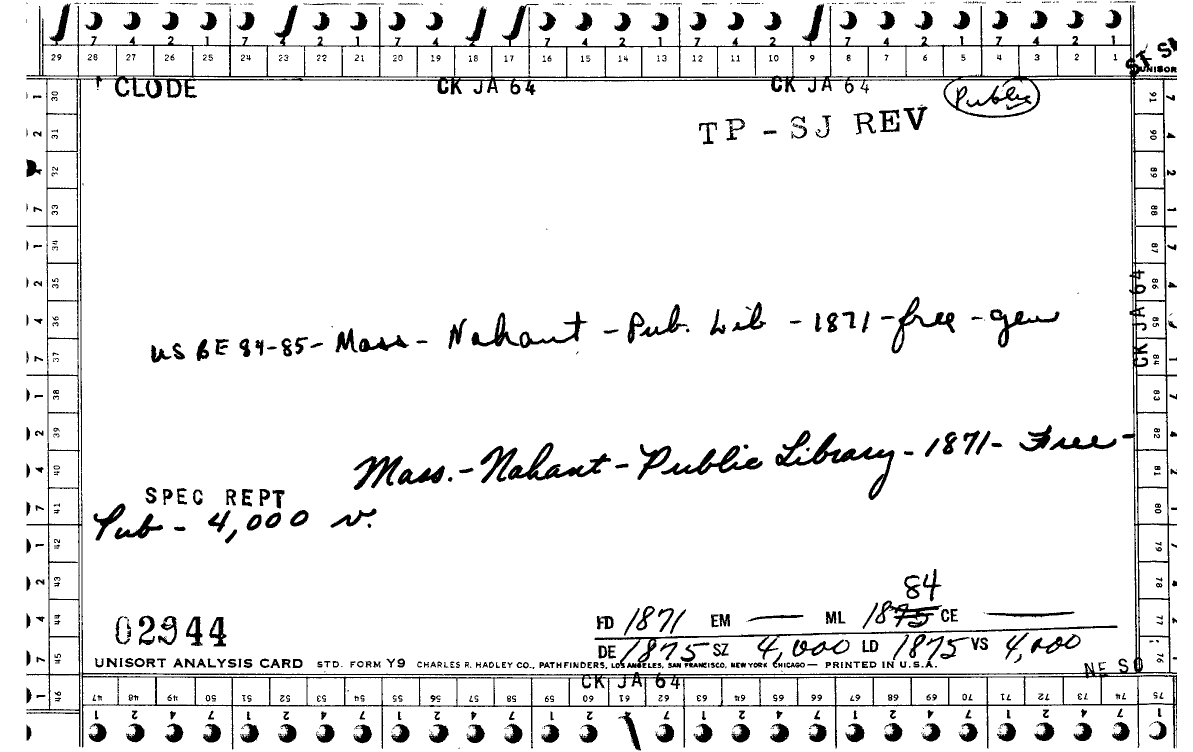 7 4 2 1 7 4 2 1 7 4 2 1 7 4 2 1 7 4 2 1 7 4 2 1 7 4 2 1
29 28 27 26 25 24 23 22 21 20 19 18 17 16 15 14 13 12 11 10 9 8 7 6 5 4 3 2 1
UNISORT
CLODE CK JA 64 CK JA 64 Public
TP - SJ REV
CK JA 64
US BE 84-85 - Mass - Nahant - Pub. Lib - 1871 - free - gen
Mass. - Nahant - Public Library - 1871 - Free -
SPEC REPT
Pub - 4,000 v.
84
02944 FD 1871 EM — ML 1875 CE —
DE 1875 SZ 4,000 LD 1875 VS 4,000
UNISORT ANALYSIS CARD STD. FORM Y9 CHARLES R. HADLEY CO., PATHFINDERS, LOS ANGELES, SAN FRANCISCO, NEW YORK CHICAGO — PRINTED IN U.S.A.
CK JA 64 NE SO
30 31 32 33 34 35 36 37 38 39 40 41 42 43 44 45 46
47 48 49 50 51 52 53 54 55 56 57 58 59 60 61 62 63 64 65 66 67 68 69 70 71 72 73 74 75
76 77 78 79 80 81 82 83 84 85 86 87 88 89 90 91